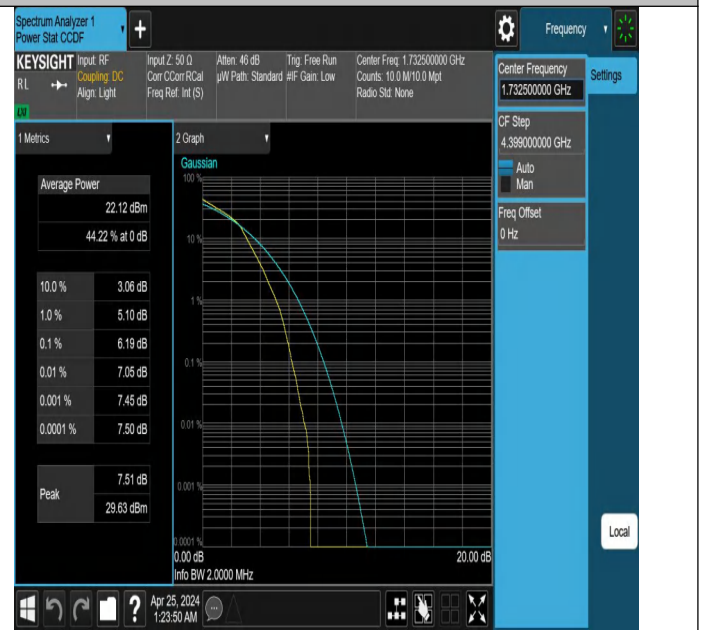 Spectrum Analyzer 1
Power Stat CCDF
+
Frequency
KEYSIGHT
RL
Input: RF
Coupling: DC
Align: Light
Input Z: 50 Ω
Corr CCorr RCal
Freq Ref: Int (S)
Atten: 46 dB
µW Path: Standard
Trig: Free Run
#IF Gain: Low
Center Freq: 1.732500000 GHz
Counts: 10.0 M/10.0 Mpt
Radio Std: None
Center Frequency
1.732500000 GHz
Settings
CF Step
4.399000000 GHz
Auto
Man
Freq Offset
0 Hz
1 Metrics
Average Power
22.12 dBm
44.22 % at 0 dB
10.0 % 3.06 dB
1.0 % 5.10 dB
0.1 % 6.19 dB
0.01 % 7.05 dB
0.001 % 7.45 dB
0.0001 % 7.50 dB
Peak
7.51 dB
29.63 dBm
2 Graph
Gaussian
100 %
10 %
1 %
0.1 %
0.01 %
0.001 %
0.0001 %
0.00 dB 20.00 dB
Info BW 2.0000 MHz
Local
?
Apr 25, 2024
1:23:50 AM